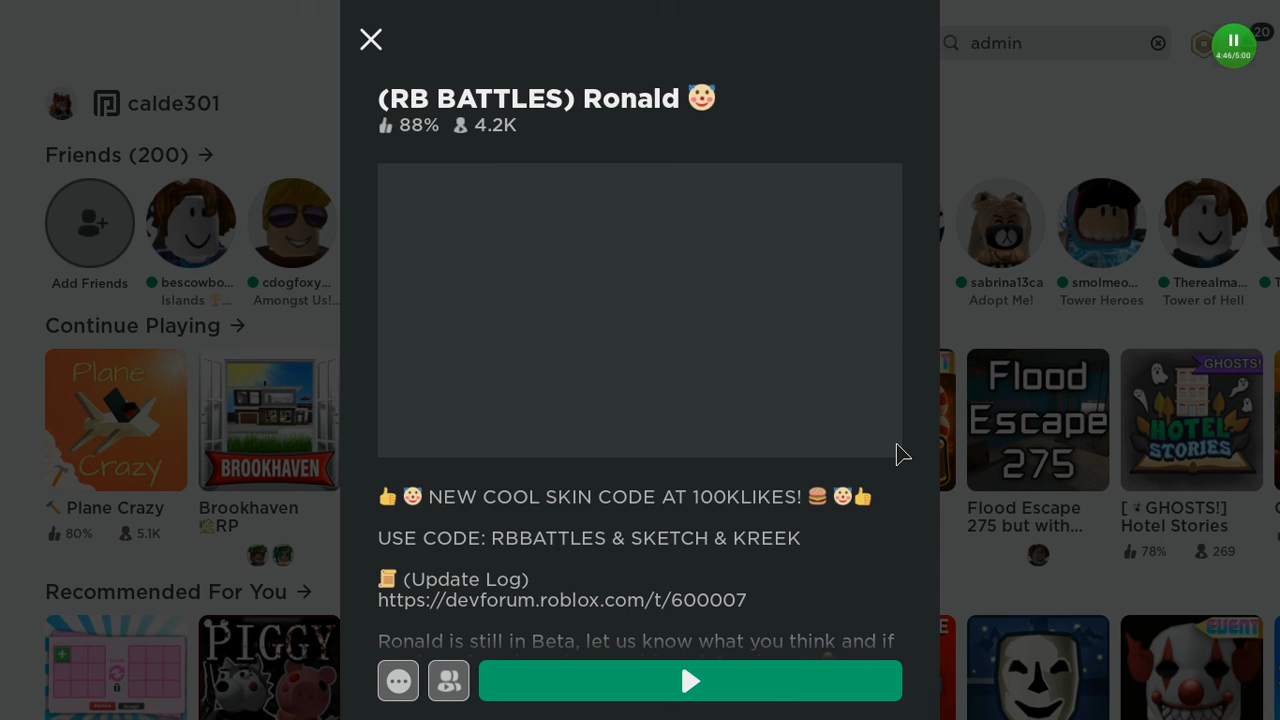 admin
20
4:46/5:00
calde301
(RB BATTLES) Ronald 🤡
88% 4.2K
Friends (200) →
Add Friends
bescowbo...
Islands 🏆...
cdogfoxy...
Amongst Us!...
sabrina13ca
Adopt Me!
smolmeo...
Tower Heroes
Therealma...
Tower of Hell
Continue Playing →
Plane
Crazy
BROOKHAVEN
Flood
Escape
275
GHOSTS!
HOTEL
STORIES
🔨 Plane Crazy
80% 5.1K
Brookhaven
🏡RP
Flood Escape
275 but with...
[👻GHOSTS!]
Hotel Stories
78% 269
👍 🤡 NEW COOL SKIN CODE AT 100KLIKES! 🍔 🤡👍
USE CODE: RBBATTLES & SKETCH & KREEK
📜 (Update Log)
https://devforum.roblox.com/t/600007
Ronald is still in Beta, let us know what you think and if
Recommended For You →
PIGGY
EVENT